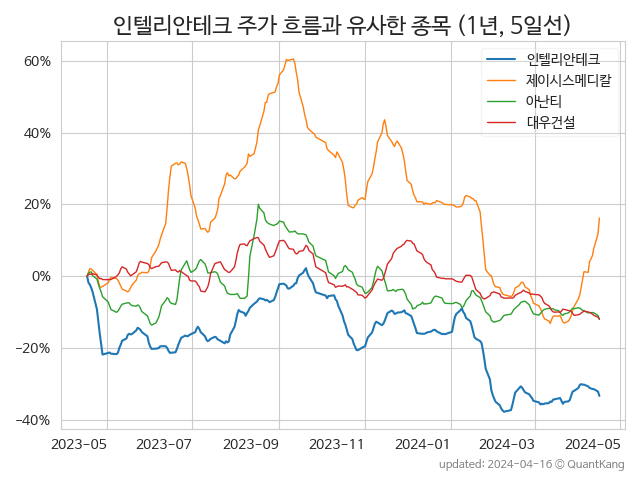 인텔리안테크 주가 흐름과 유사한 종목 (1년, 5일선)
인텔리안테크
제이시스메디칼
아난티
대우건설
60%
40%
20%
0%
−20%
−40%
2023-05
2023-07
2023-09
2023-11
2024-01
2024-03
2024-05
updated: 2024-04-16 © QuantKang